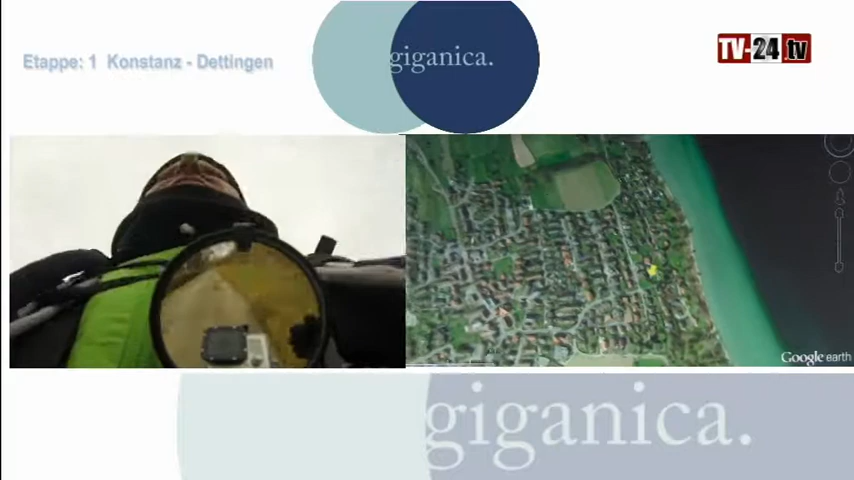 Etappe: 1 Konstanz - Dettingen
giganica.
TV-24.tv
Google earth
giganica.